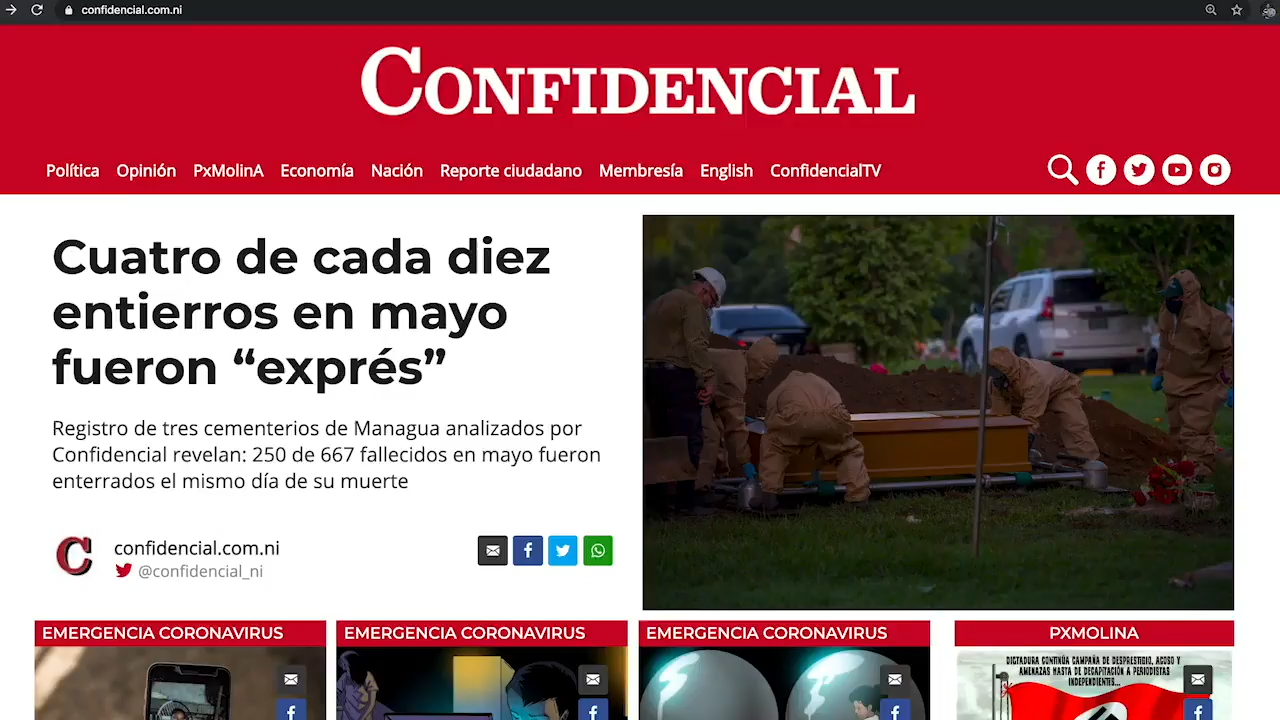 confidencial.com.ni
CONFIDENCIAL
Política Opinión PxMolinA Economía Nación Reporte ciudadano Membresía English ConfidencialTV
Cuatro de cada diez
entierros en mayo
fueron “exprés”
Registro de tres cementerios de Managua analizados por
Confidencial revelan: 250 de 667 fallecidos en mayo fueron
enterrados el mismo día de su muerte
confidencial.com.ni
@confidencial_ni
EMERGENCIA CORONAVIRUS
EMERGENCIA CORONAVIRUS
EMERGENCIA CORONAVIRUS
PXMOLINA
DICTADURA CONTINÚA CAMPAÑA DE DESPRESTIGIO, ACOSO Y
AMENAZAS HASTA DE DECAPITACIÓN A PERIODISTAS
INDEPENDIENTES...